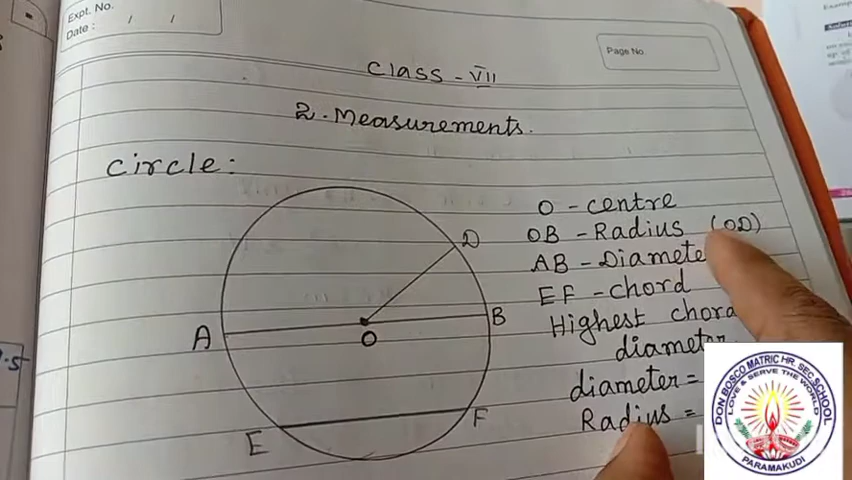 Expt. No.
Date : / /
Page No.
Class - VII
2. Measurements.
Circle:
O - centre
OB - Radius (OD)
AB - Diamete
EF - chord
Highest chord
diameter
diameter =
Radius =
D
A
B
O
E
F
DON BOSCO MATRIC HR. SEC. SCHOOL
LOVE & SERVE THE WORLD
PARAMAKUDI